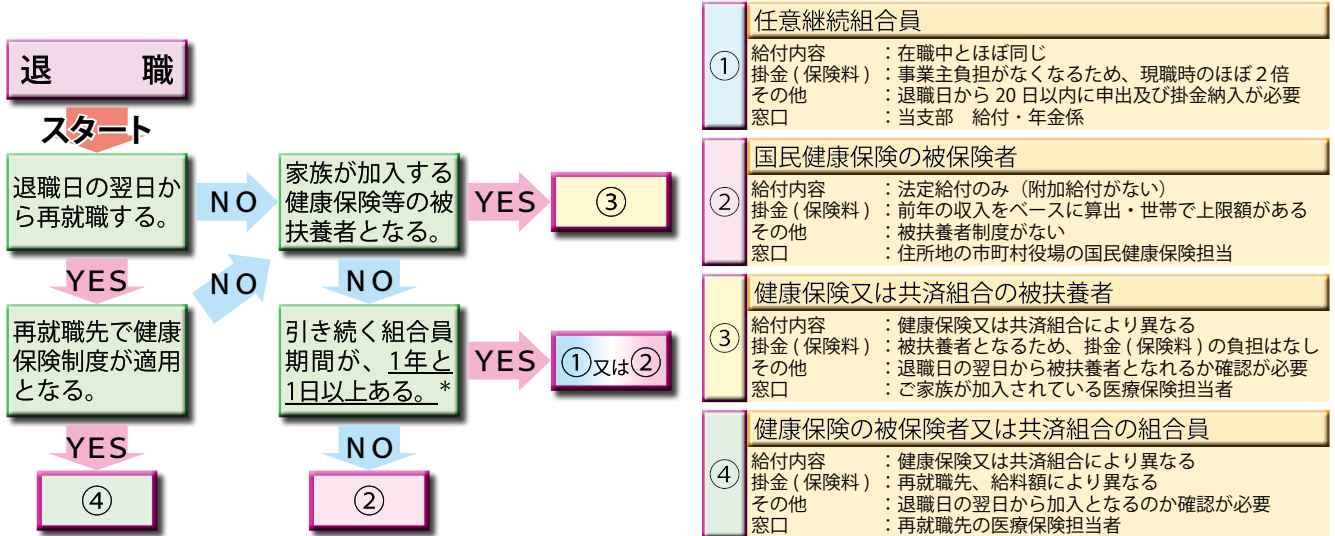 退　職
スタート
退職日の翌日か
ら再就職する。
NO
家族が加入する
健康保険等の被
扶養者となる。
YES
③
YES
NO
NO
再就職先で健康
保険制度が適用
となる。
引き続く組合員
期間が、1年と
1日以上ある。*
YES
①又は②
YES
NO
④
②
①
任意継続組合員
給付内容　：在職中とほぼ同じ
掛金(保険料)：事業主負担がなくなるため、現職時のほぼ２倍
その他　：退職日から20日以内に申出及び掛金納入が必要
窓口　：当支部　給付・年金係
②
国民健康保険の被保険者
給付内容　：法定給付のみ（附加給付がない）
掛金(保険料)：前年の収入をベースに算出・世帯で上限額がある
その他　：被扶養者制度がない
窓口　：住所地の市町村役場の国民健康保険担当
③
健康保険又は共済組合の被扶養者
給付内容　：健康保険又は共済組合により異なる
掛金(保険料)：被扶養者となるため、掛金(保険料)の負担はなし
その他　：退職日の翌日から被扶養者となれるか確認が必要
窓口　：ご家族が加入されている医療保険担当者
④
健康保険の被保険者又は共済組合の組合員
給付内容　：健康保険又は共済組合により異なる
掛金(保険料)：再就職先、給料額により異なる
その他　：退職日の翌日から加入となるのか確認が必要
窓口　：再就職先の医療保険担当者